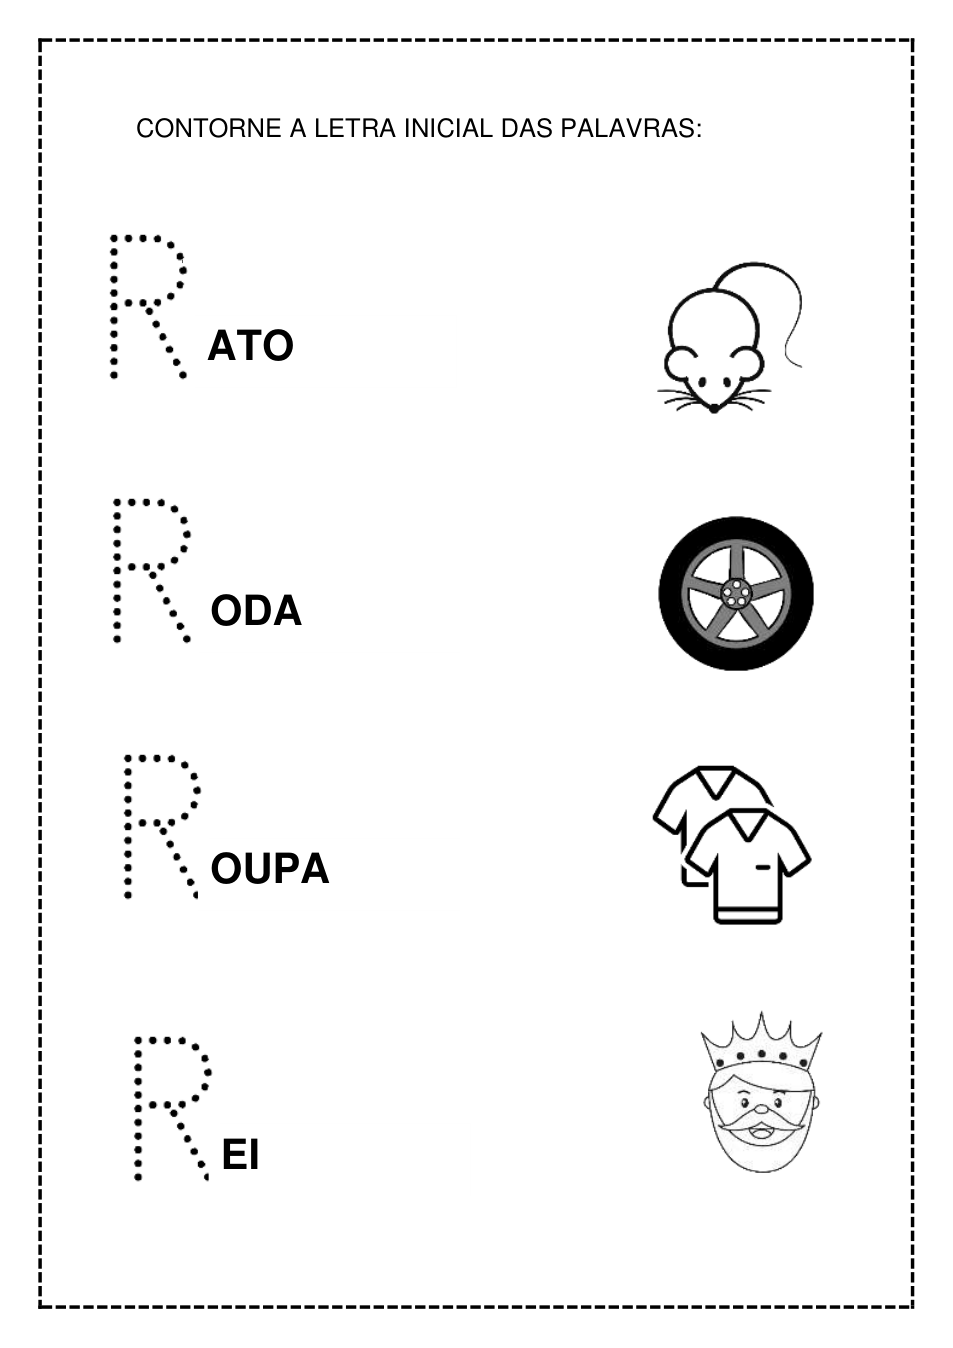 CONTORNE A LETRA INICIAL DAS PALAVRAS:
RATO
RODA
ROUPA
REI